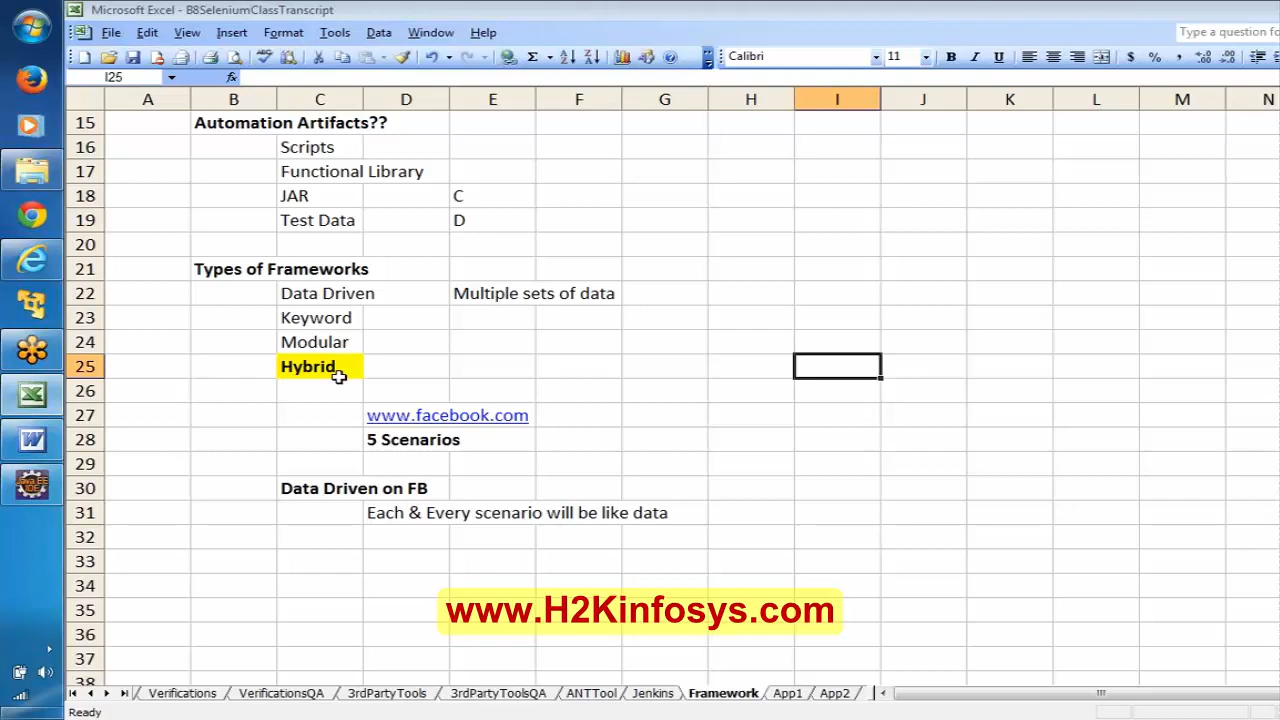 Microsoft Excel - B8SeleniumClassTranscript
File Edit View Insert Format Tools Data Window Help
Type a question fo
Calibri 11 B I U $ %
I25 fx
A B C D E F G H I J K L M N
15 Automation Artifacts??
16 Scripts
17 Functional Library
18 JAR C
19 Test Data D
20
21 Types of Frameworks
22 Data Driven Multiple sets of data
23 Keyword
24 Modular
25 Hybrid
26
27 www.facebook.com
28 5 Scenarios
29
30 Data Driven on FB
31 Each & Every scenario will be like data
32
33
34
35
www.H2Kinfosys.com
36
37
38
Verifications VerificationsQA 3rdPartyTools 3rdPartyToolsQA ANTTool Jenkins Framework App1 App2
Ready